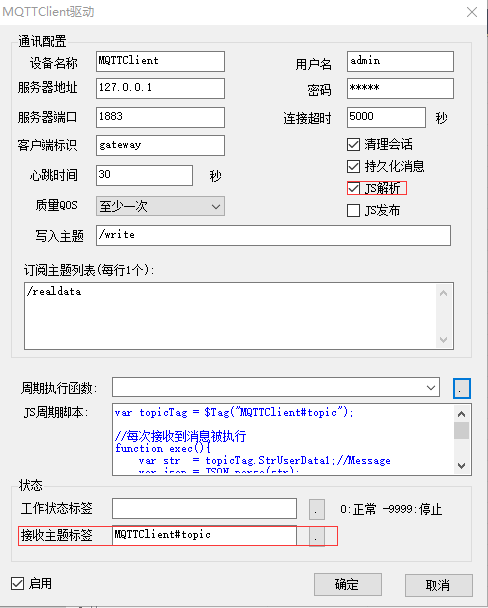 MQTTClient驱动
通讯配置
设备名称 MQTTClient 用户名 admin
服务器地址 127.0.0.1 密码 *****
服务器端口 1883 连接超时 5000 秒
客户端标识 gateway 清理会话
心跳时间 30 秒 持久化消息
JS解析
质量QOS 至少一次 JS发布
写入主题 /write
订阅主题列表(每行1个):
/realdata
周期执行函数: .
JS周期脚本: var topicTag = $Tag("MQTTClient#topic");
//每次接收到消息被执行
function exec(){
var str = topicTag.StrUserData1;//Message
var json = JSON.parse(str);
状态
工作状态标签 . 0:正常 -9999:停止
接收主题标签 MQTTClient#topic .
启用 确定 取消